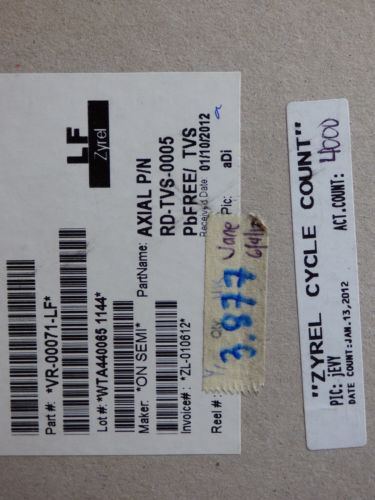 LF
Zyrel
Part #: *VR-00071-LF*
Lot #: *WTA440065 1144*
Maker: *ON SEMI*
PartName: AXIAL P/N
RD-TVS-0005
Invoice#: *ZL-010612*
PbFREE/ TVS
Received Date: 01/10/2012
Reel #:
Pic: aDi
OK
3.877
Jane
"ZYREL CYCLE COUNT"
PIC: JEVY
ACT.COUNT: 4000
DATE COUNT:JAN.13,2012